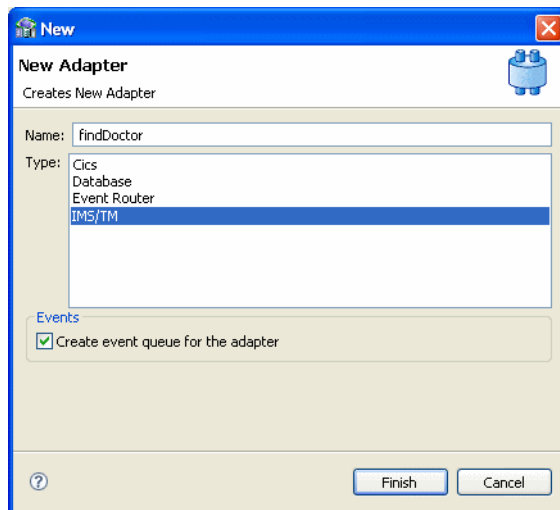 New
New Adapter
Creates New Adapter
Name: findDoctor
Type: Cics
Database
Event Router
IMS/TM
Events
Create event queue for the adapter
? Finish Cancel